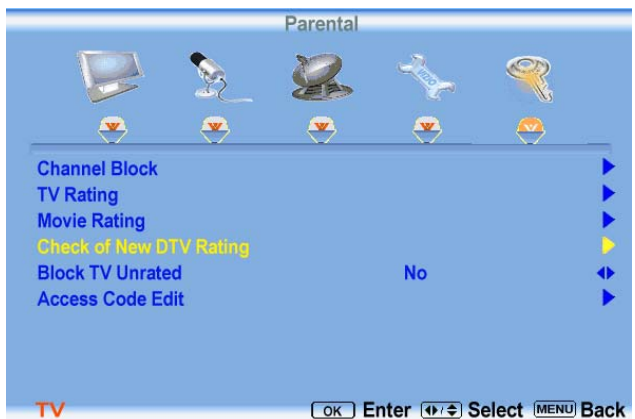 Parental
VIZIO
Channel Block
TV Rating
Movie Rating
Check of New DTV Rating
Block TV Unrated No
Access Code Edit
TV OK Enter Select MENU Back